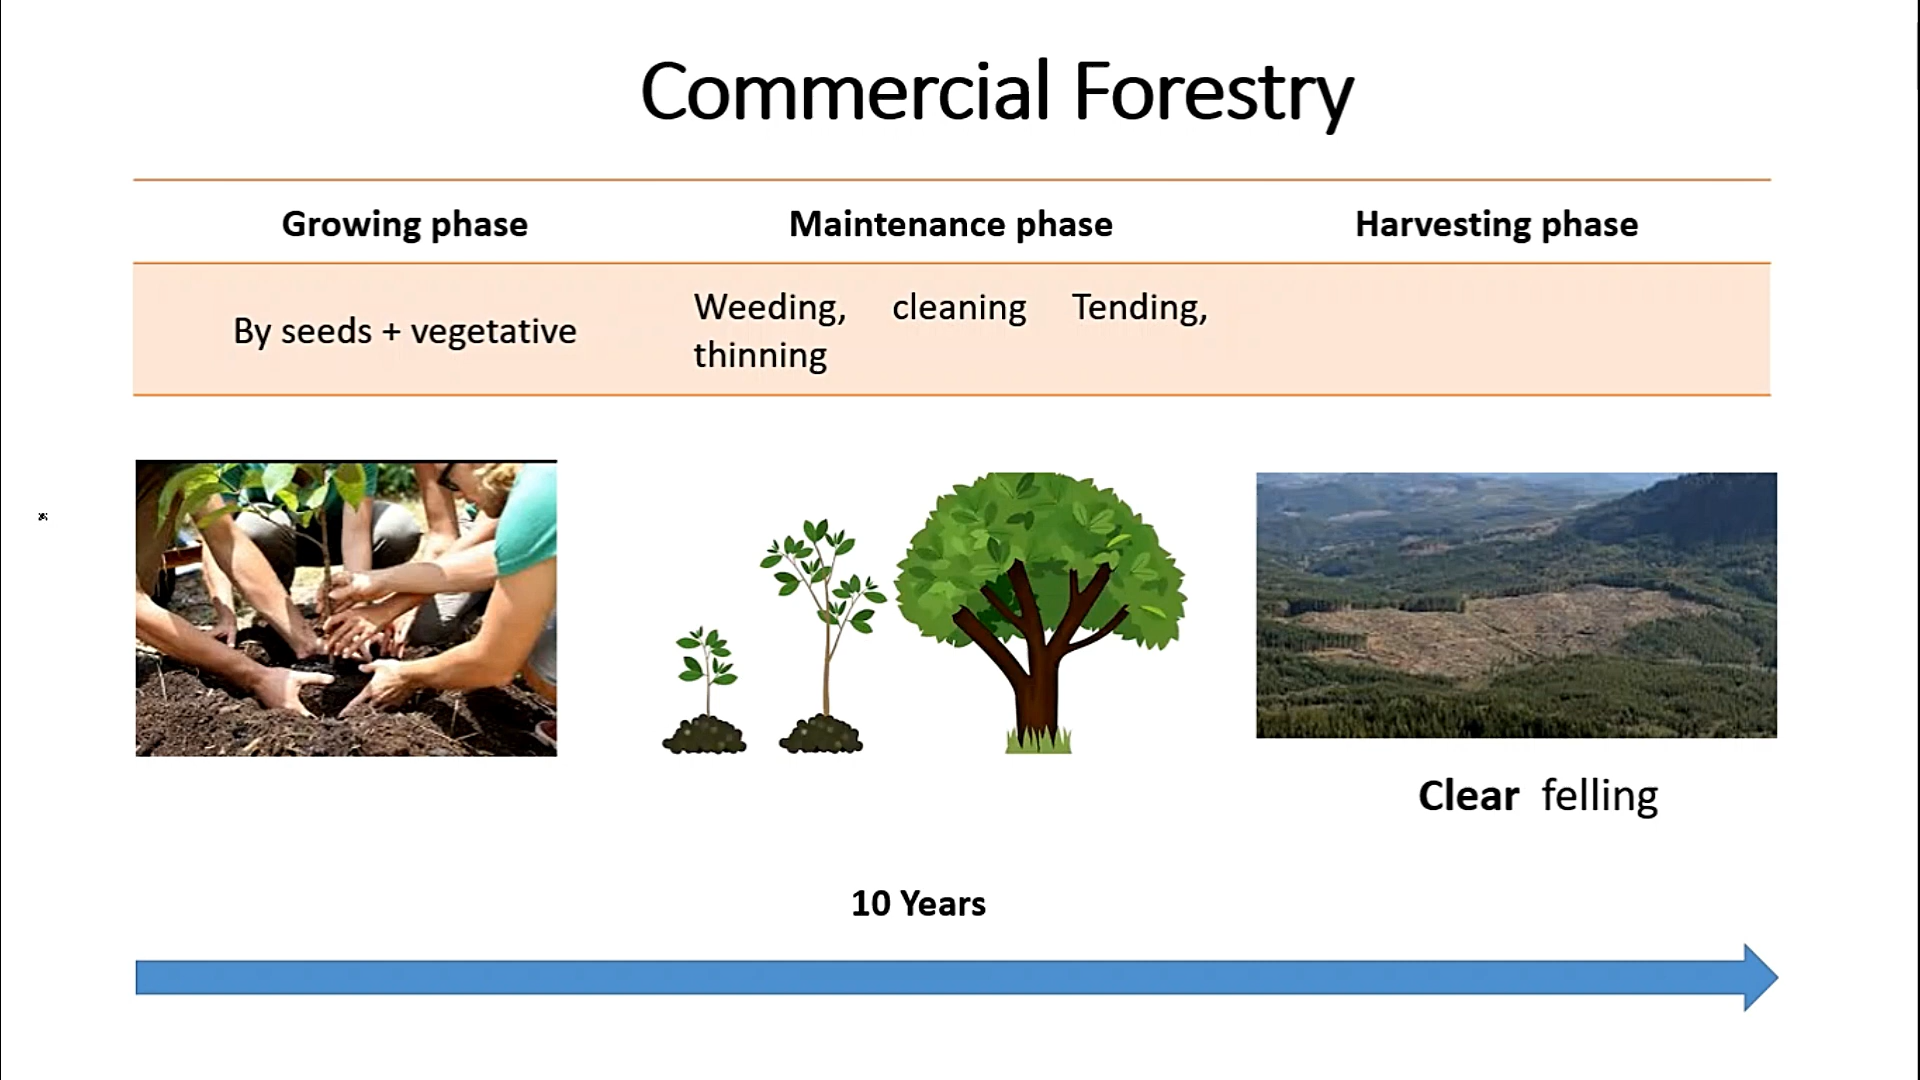 Commercial Forestry
Growing phase
Maintenance phase
Harvesting phase
By seeds + vegetative
Weeding, cleaning Tending,
thinning
Clear felling
10 Years